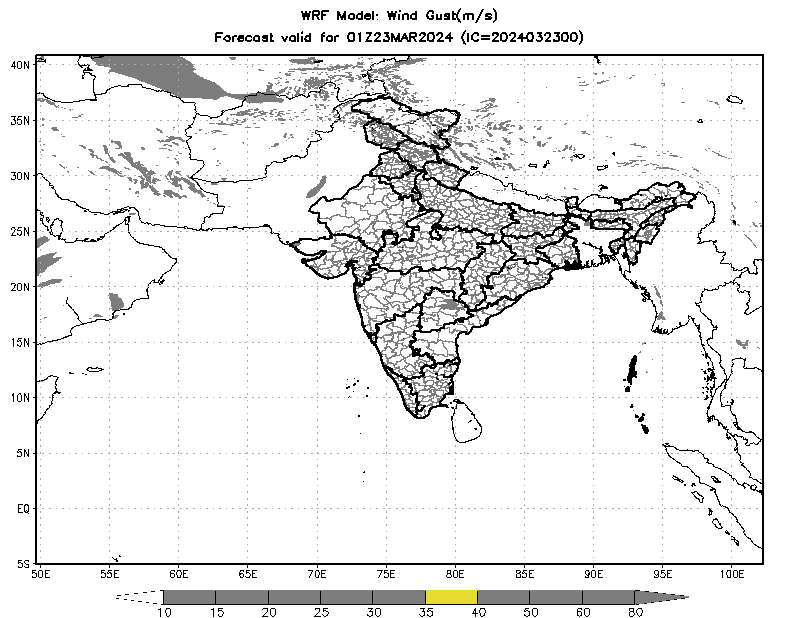 WRF Model: Wind Gust(m/s)
Forecast valid for 01Z23MAR2024 (IC=2024032300)
40N
35N
30N
25N
20N
15N
10N
5N
EQ
5S
50E 55E 60E 65E 70E 75E 80E 85E 90E 95E 100E
10 15 20 25 30 35 40 50 60 80